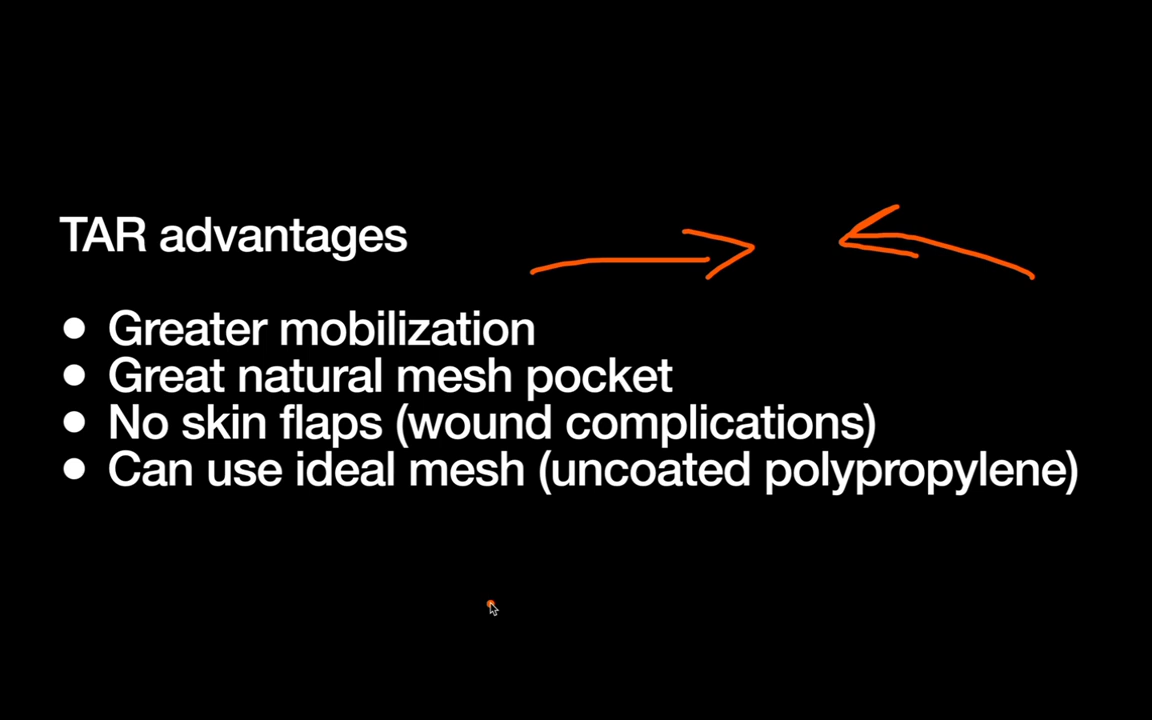 TAR advantages
● Greater mobilization
● Great natural mesh pocket
● No skin flaps (wound complications)
● Can use ideal mesh (uncoated polypropylene)